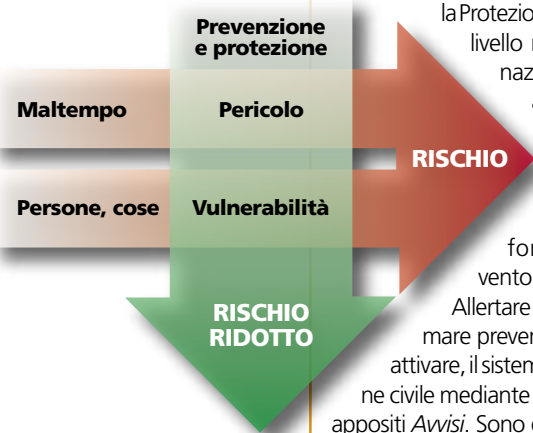 Prevenzione
e protezione
Maltempo
Pericolo
RISCHIO
Persone, cose
Vulnerabilità
RISCHIO
RIDOTTO
la Protezio
livello
naz
for
vento
Allertare
mare preven
attivare, il sistem
ne civile mediante
appositi Avvisi. Sono